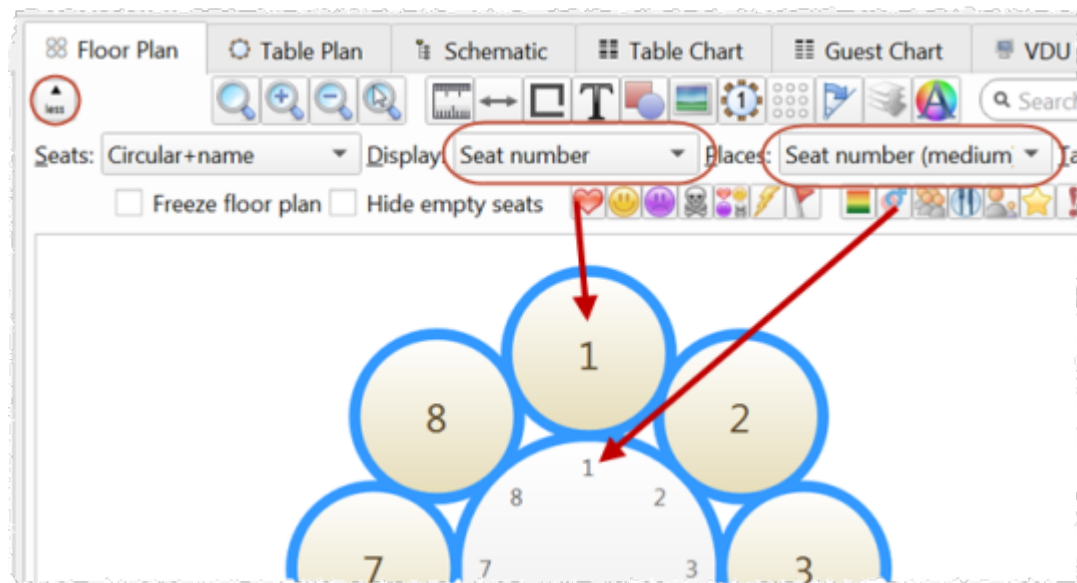 Floor Plan Table Plan Schematic Table Chart Guest Chart VDU
less T 1 A Search
Seats: Circular+name Display: Seat number Places: Seat number (medium)
Freeze floor plan Hide empty seats
1
8 2
1
8 2
7 7 3 3